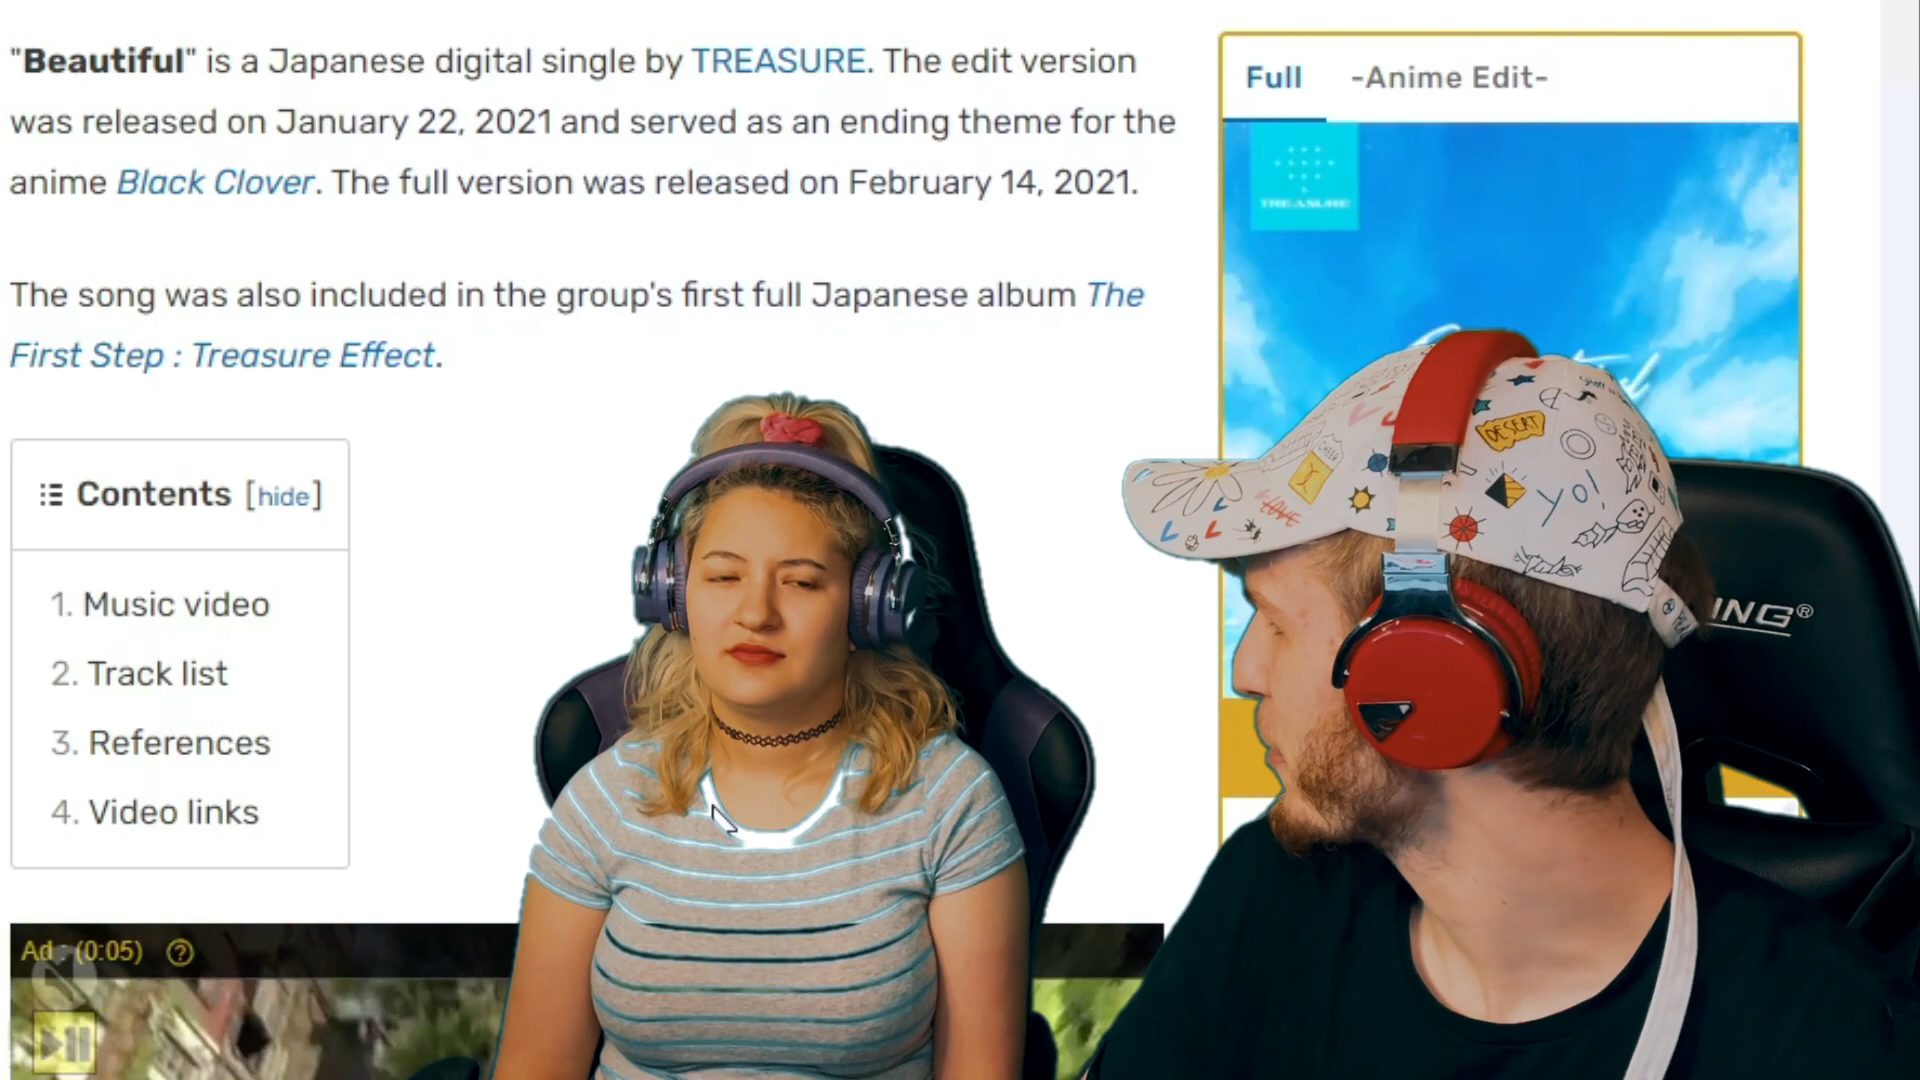 "Beautiful" is a Japanese digital single by TREASURE. The edit version
was released on January 22, 2021 and served as an ending theme for the
anime Black Clover. The full version was released on February 14, 2021.
The song was also included in the group's first full Japanese album The
First Step : Treasure Effect.
Contents [hide]
1. Music video
2. Track list
3. References
4. Video links
Ad : (0:05) ?
Full -Anime Edit-
TREASURE
DESERT
LOVE
YO!
ING®